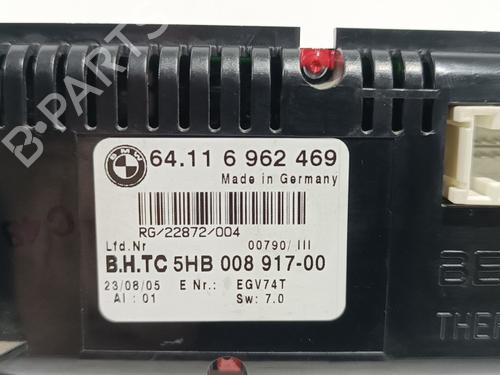 B-PARTS
BMW
64.11 6 962 469
Made in Germany
RG/22872/004
Lfd.Nr 00790/ III
B.H.TC 5HB 008 917-00
23/08/05 E Nr.: EGV74T
AI : 01 Sw: 7.0